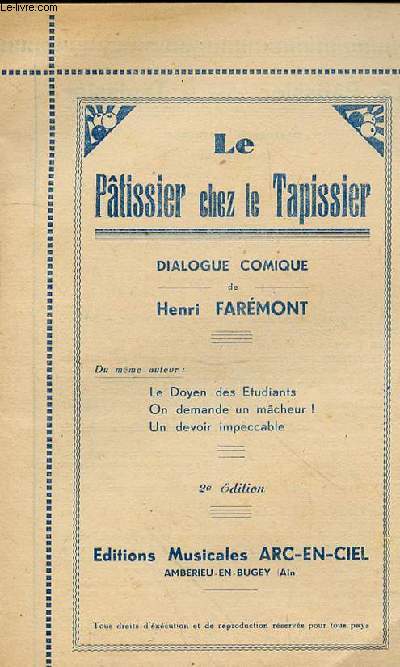 Le-livre.com
Le
Pâtissier chez le Tapissier
DIALOGUE COMIQUE
de
Henri FARÉMONT
Du même auteur :
Le Doyen des Etudiants
On demande un mâcheur !
Un devoir impeccable
2e Édition
Editions Musicales ARC-EN-CIEL
AMBERIEU-EN-BUGEY (Ain
Tous droits d'éxécution et de reproduction réservés pour tous pays